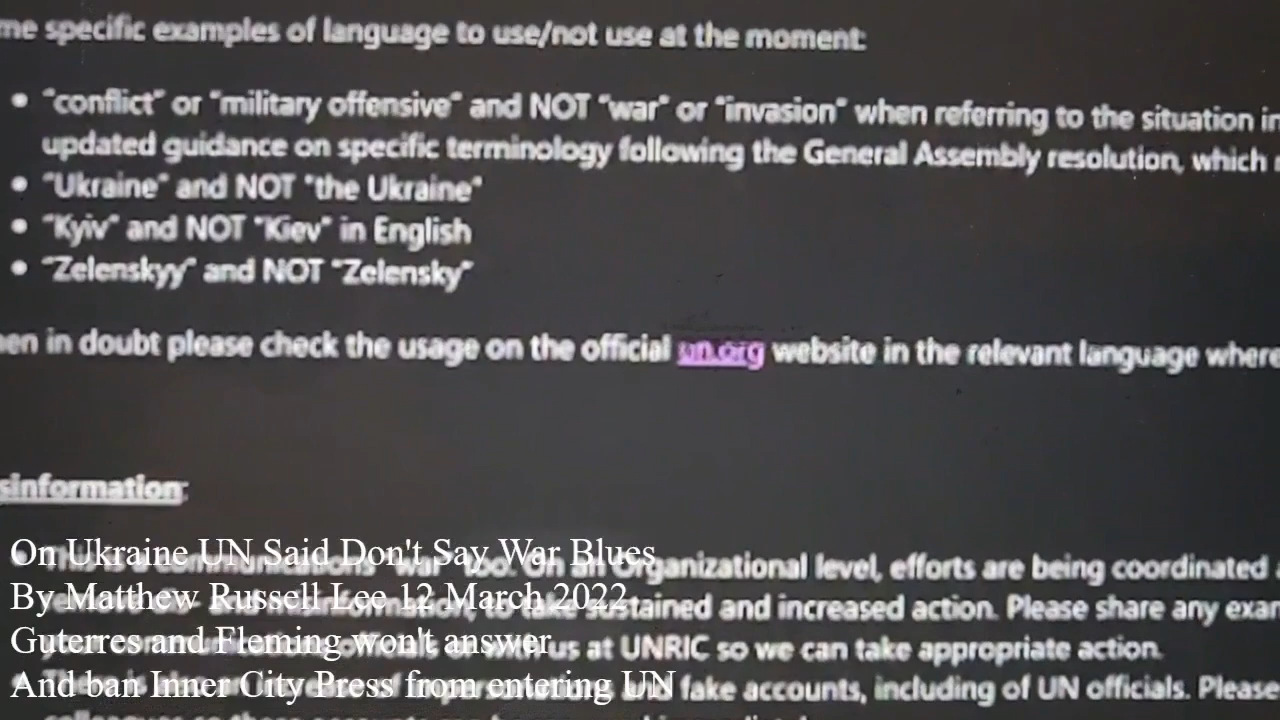 me specific examples of language to use/not use at the moment:
• "conflict" or "military offensive" and NOT "war" or "invasion" when referring to the situation in
updated guidance on specific terminology following the General Assembly resolution, which
• "Ukraine" and NOT "the Ukraine"
• "Kyiv" and NOT "Kiev" in English
• "Zelenskyy" and NOT "Zelensky"
en in doubt please check the usage on the official un.org website in the relevant language where
sinformation:
On Ukraine UN Said Don't Say War Blues
organizational level, efforts are being coordinated
By Matthew Russell Lee 12 March 2022
sustained and increased action. Please share any exam
Guterres and Fleming won't answer
us at UNRIC so we can take appropriate action.
And ban Inner City Press from entering UN
fake accounts, including of UN officials. Please